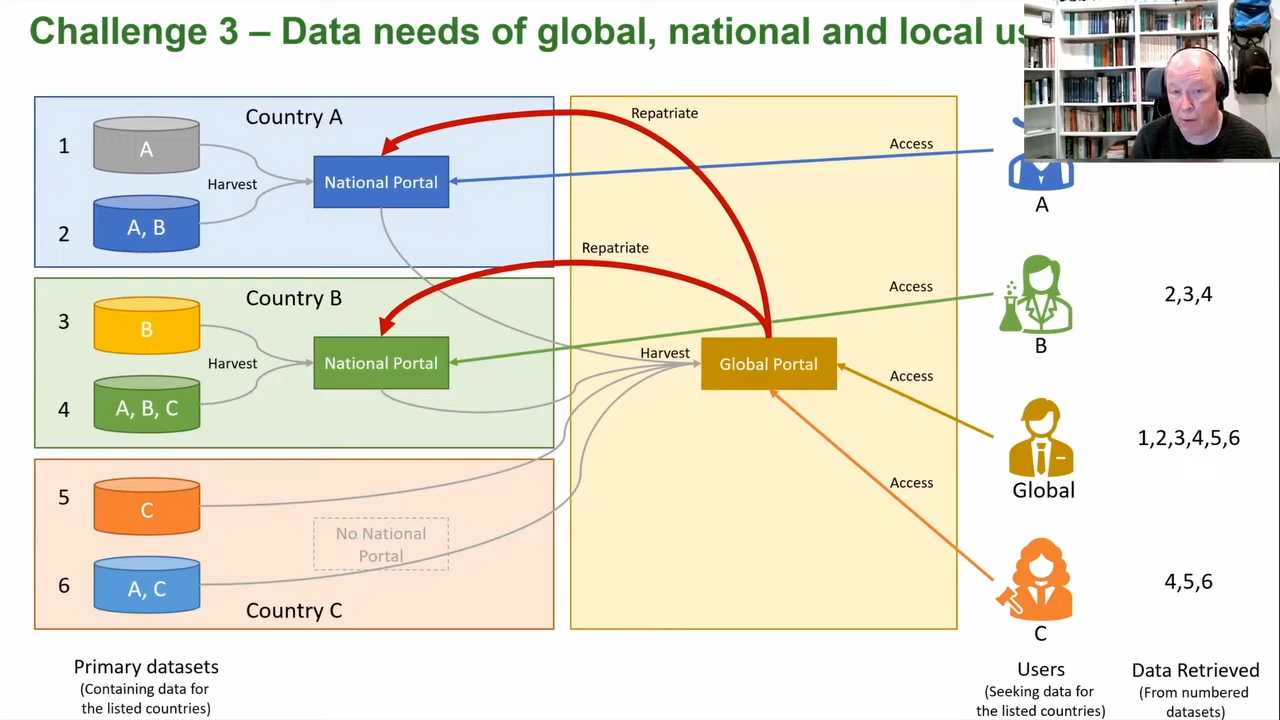 Challenge 3 – Data needs of global, national and local
Country A
1
A
Harvest
National Portal
2
A, B
Country B
3
B
Harvest
National Portal
4
A, B, C
5
C
No National
Portal
6
A, C
Country C
Repatriate
Repatriate
Harvest
Global Portal
Access
A
Access
B
2,3,4
Access
Global
1,2,3,4,5,6
Access
C
4,5,6
Primary datasets
(Containing data for
the listed countries)
Users
(Seeking data for
the listed countries)
Data Retrieved
(From numbered
datasets)